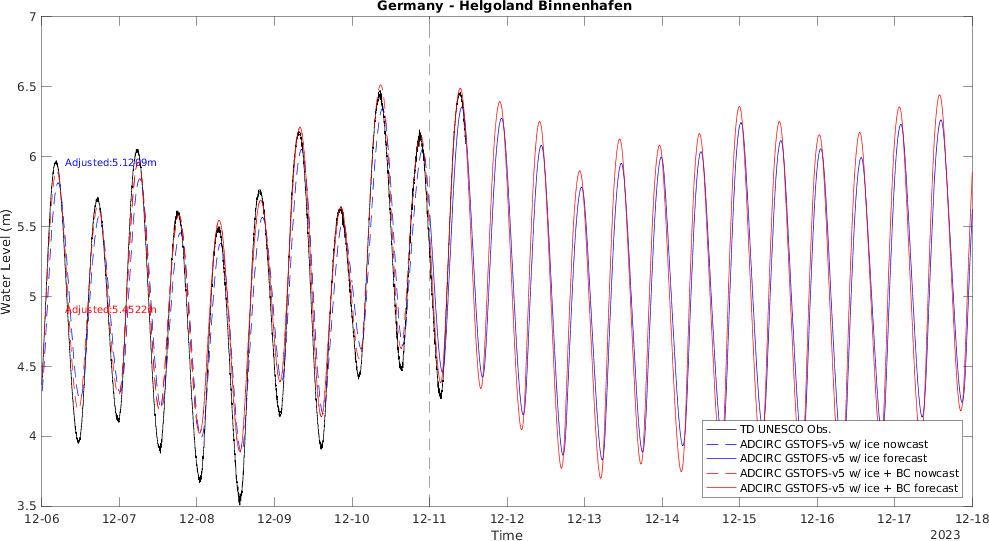 Germany - Helgoland Binnenhafen
7
6.5
6
5.5
5
4.5
4
3.5
Water Level (m)
Adjusted:5.1289m
Adjusted:5.4522m
TD UNESCO Obs.
ADCIRC GSTOFS-v5 w/ ice nowcast
ADCIRC GSTOFS-v5 w/ ice forecast
ADCIRC GSTOFS-v5 w/ ice + BC nowcast
ADCIRC GSTOFS-v5 w/ ice + BC forecast
12-06 12-07 12-08 12-09 12-10 12-11 12-12 12-13 12-14 12-15 12-16 12-17 12-18
Time
2023